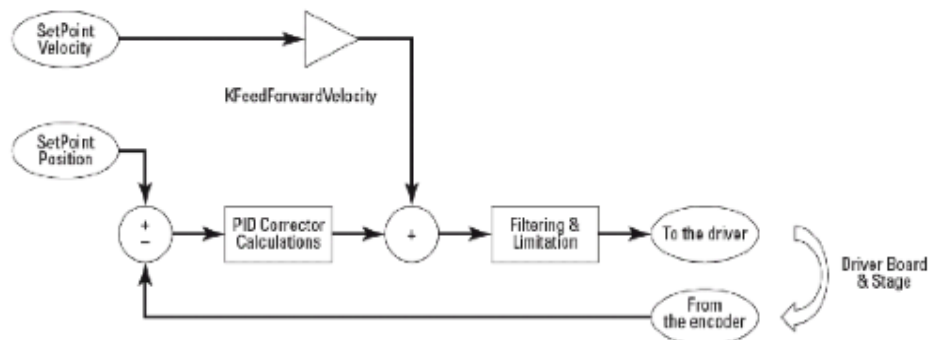 SetPoint
Velocity
KFeedForwardVelocity
SetPoint
Position
+
−
PID Corrector
Calculations
+
Filtering &
Limitation
To the driver
Driver Board
& Stage
From
the encoder